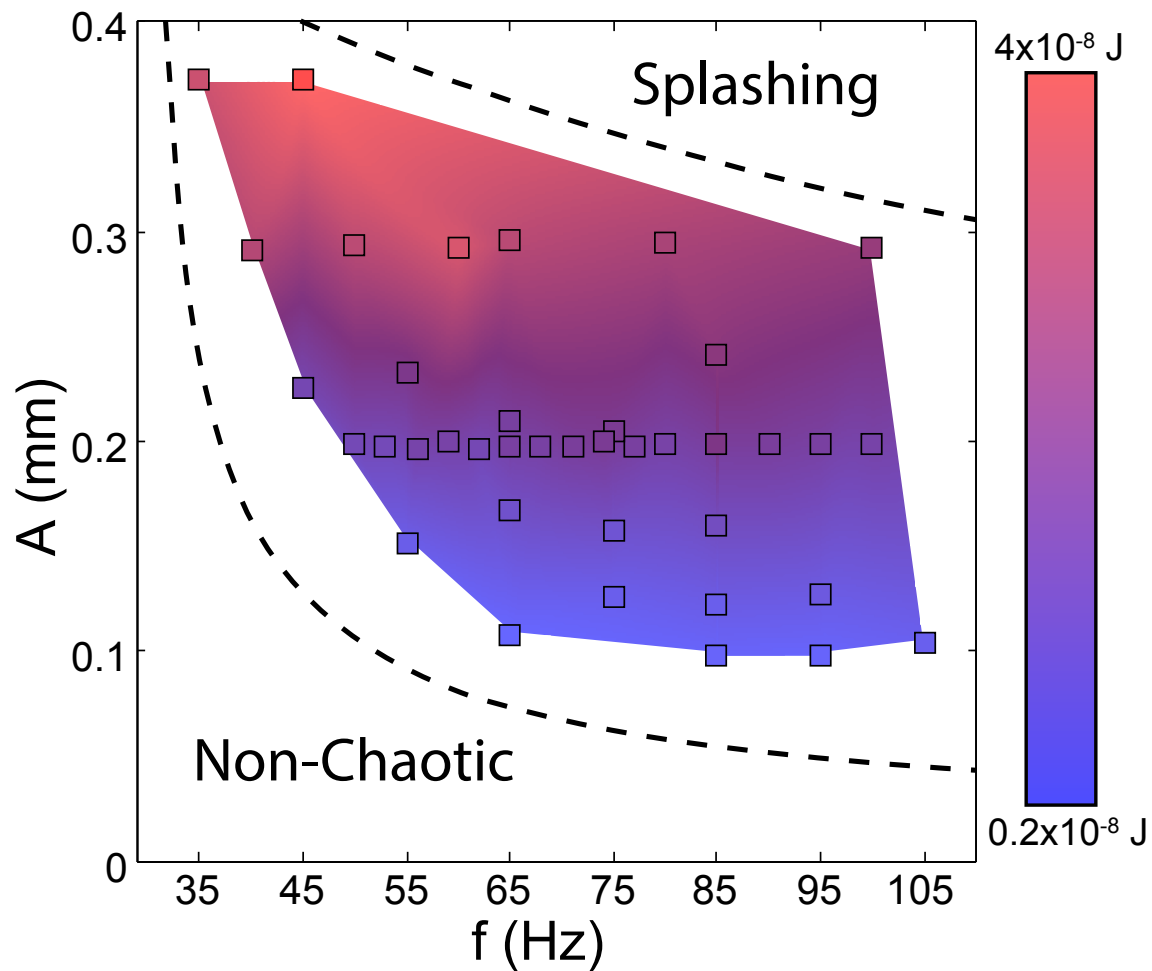 0.4
0.3
0.2
0.1
0
A (mm)
35 45 55 65 75 85 95 105
f (Hz)
Splashing
Non-Chaotic
4x10⁻⁸ J
0.2x10⁻⁸ J